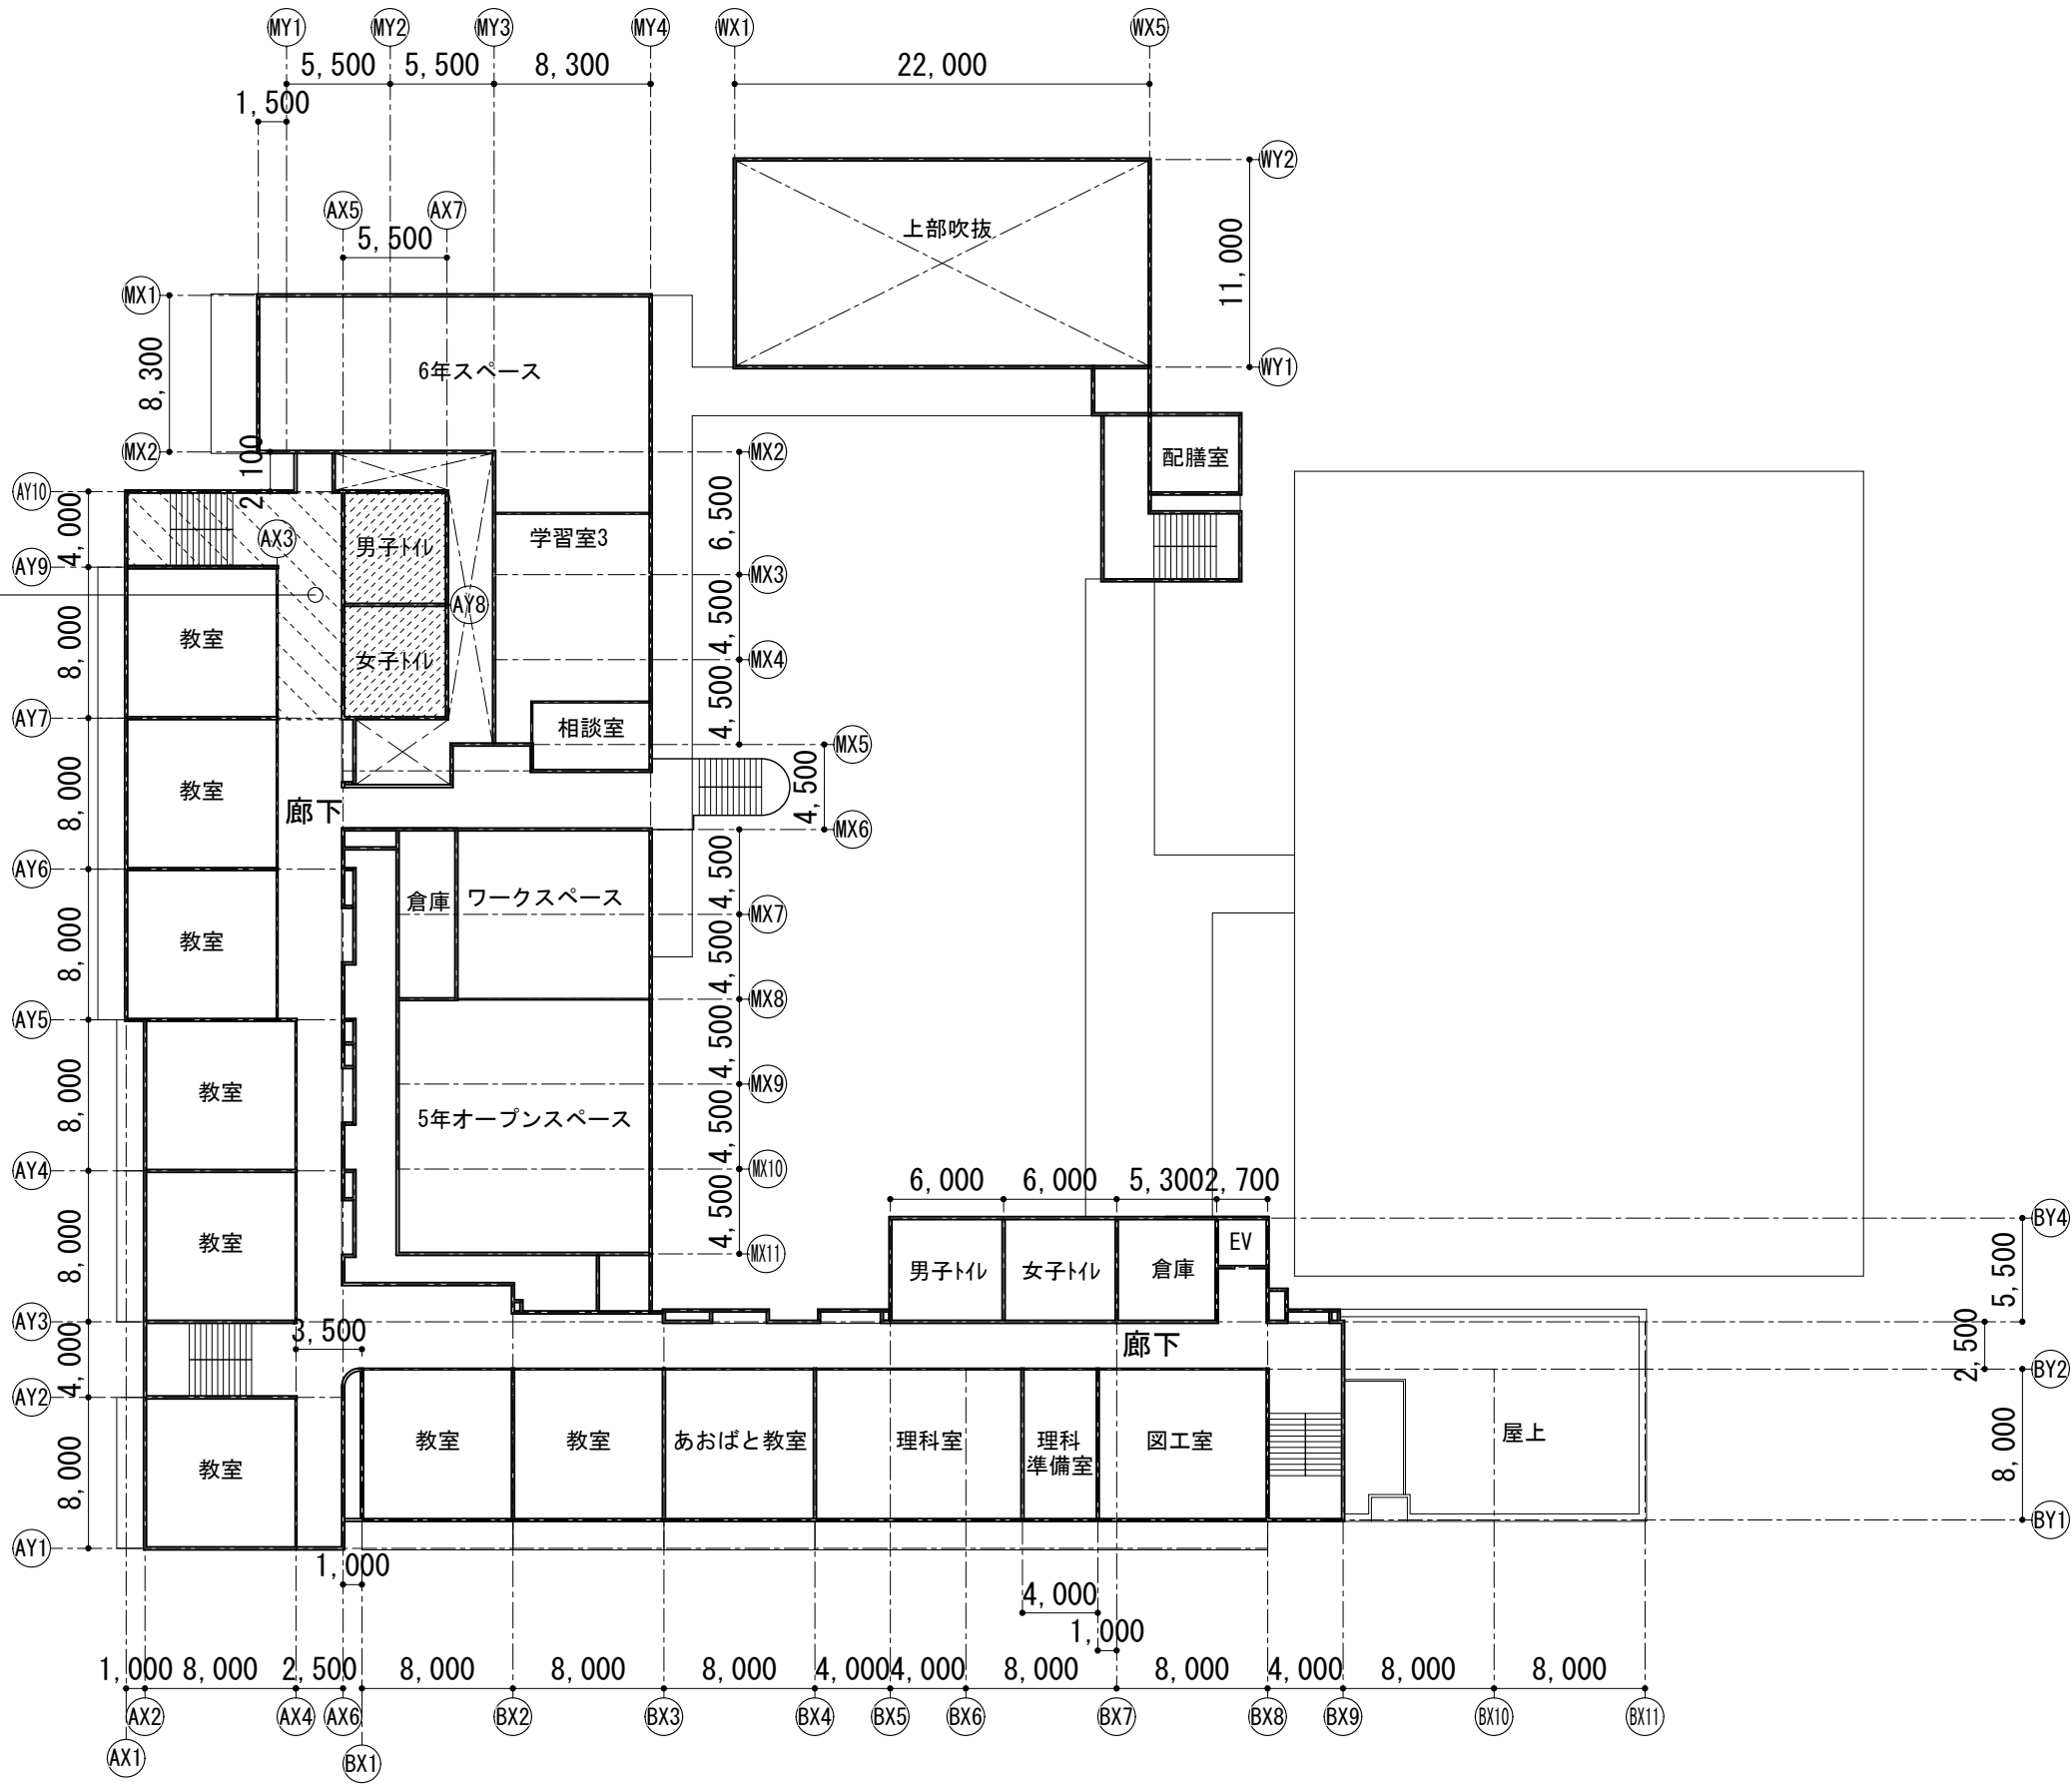 MY1 MY2 MY3 MY4 WX1 WX5
5,500 5,500 8,300 22,000
1,500
WY2
AX5 AX7
5,500
上部吹抜
11,000
MX1
8,300
6年スペース
WY1
MX2
2,100
MX2
配膳室
AY10
4,000
AX3
男子トイレ
学習室3
6,500
AY9
MX3
8,000
教室
AY8
4,500
女子トイレ
MX4
AY7
相談室
4,500
MX5
8,000
教室
廊下
4,500
MX6
AY6
4,500
8,000
教室
倉庫
ワークスペース
MX7
4,500
AY5
MX8
8,000
教室
4,500
MX9
5年オープンスペース
4,500
AY4
MX10
6,000 6,000 5,300 2,700
8,000
教室
4,500
MX11
男子トイレ
女子トイレ
倉庫
EV
BY4
5,500
AY3
3,500
廊下
2,500
4,000
BY2
AY2
8,000
教室
教室
教室
あおばと教室
理科室
理科
準備室
図工室
屋上
8,000
AY1
BY1
1,000
4,000
1,000
1,000 8,000 2,500 8,000 8,000 8,000 4,000 4,000 8,000 8,000 4,000 8,000 8,000
AX2 AX4 AX6 BX2 BX3 BX4 BX5 BX6 BX7 BX8 BX9 BX10 BX11
AX1 BX1